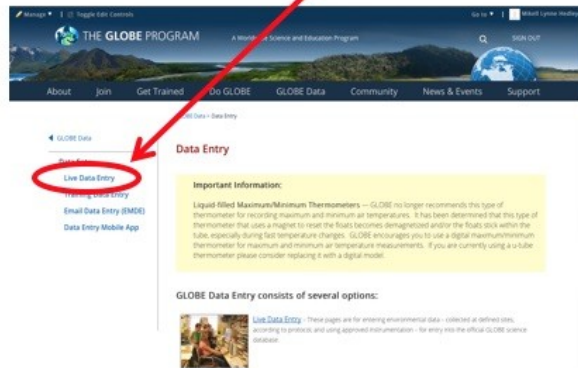 Manage
Toggle Edit Controls
Go to
Mikell Lynne Hedley
THE GLOBE PROGRAM
A Worldwide Science and Education Program
SIGN OUT
About Join Get Trained Do GLOBE GLOBE Data Community News & Events Support
Data > Data Entry
GLOBE Data
Data Entry
Live Data Entry
Training Data Entry
Email Data Entry (EMDE)
Data Entry Mobile App
Data Entry
Important Information:
Liquid-filled Maximum/Minimum Thermometers — GLOBE no longer recommends this type of
thermometer for recording maximum and minimum air temperatures. It has been determined that this type of
thermometer that uses a magnet to reset the floats becomes demagnetized and/or the floats stick within the
tube, especially during fast temperature changes. GLOBE encourages you to use a digital maximum/minimum
thermometer for maximum and minimum air temperature measurements. If you are currently using a u-tube
thermometer please consider replacing it with a digital model.
GLOBE Data Entry consists of several options:
Live Data Entry - These pages are for entering environmental data - collected at defined sites,
according to protocols and using approved instrumentation - for entry into the official GLOBE science
database.